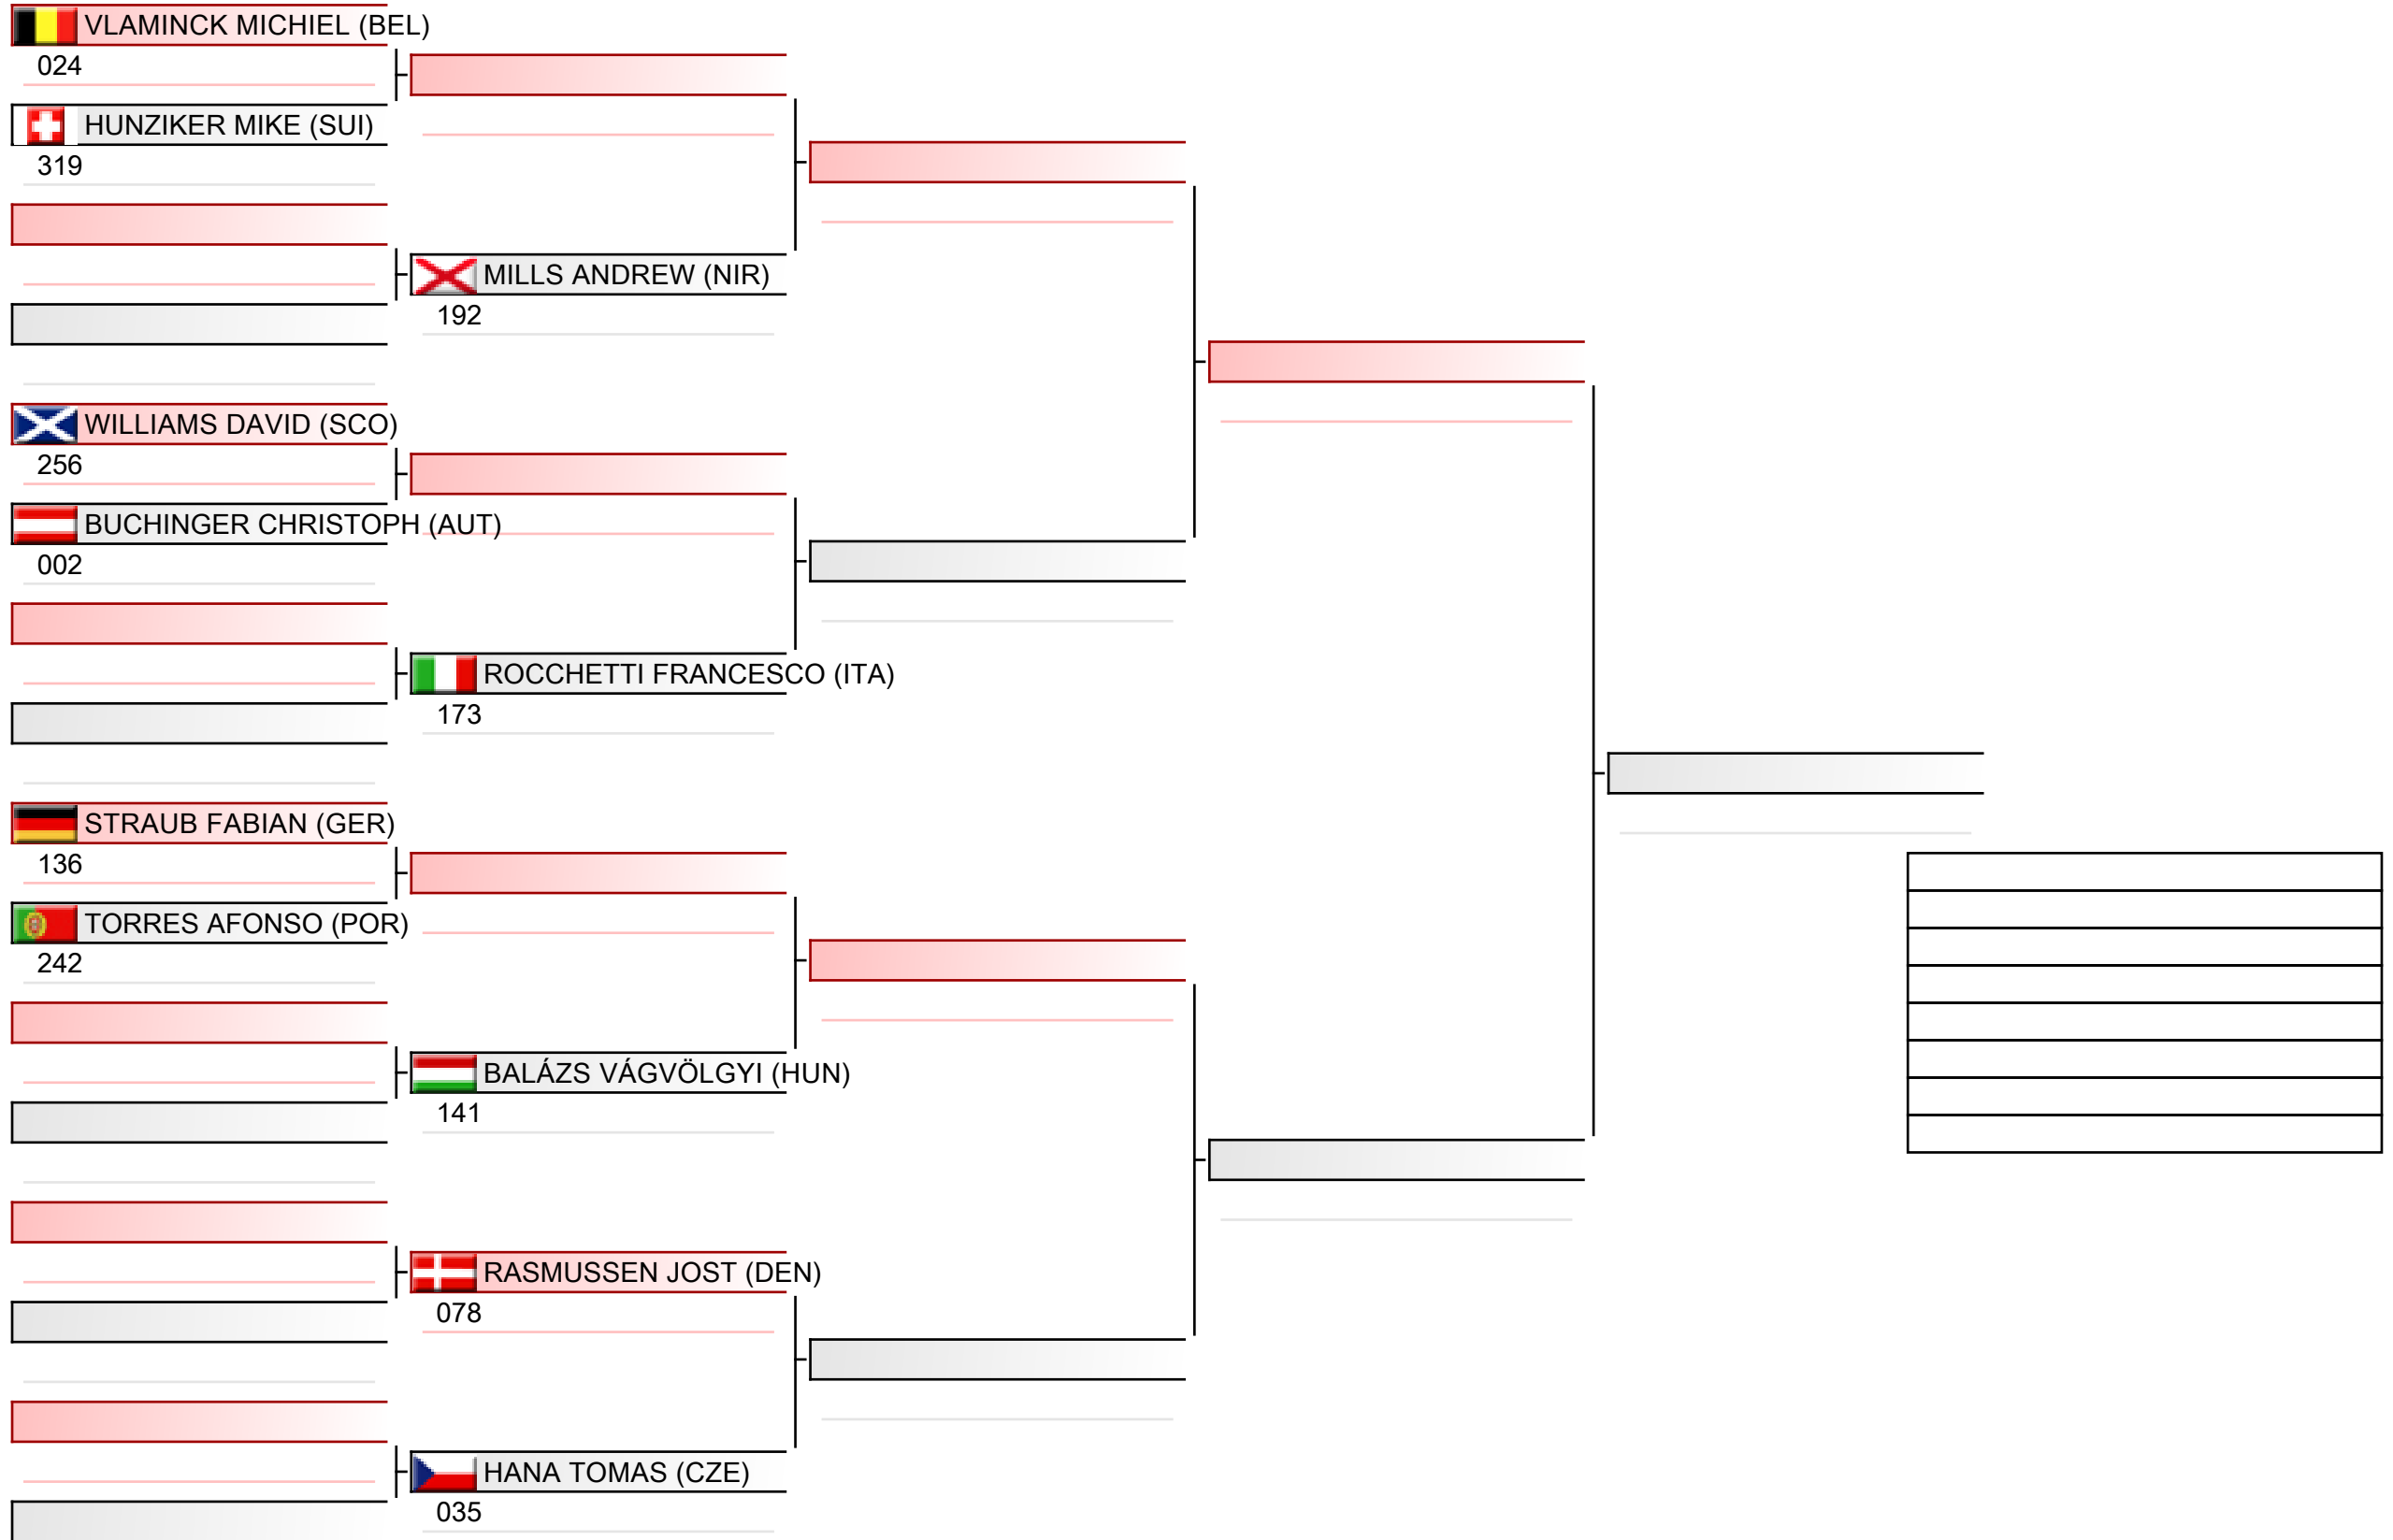 VLAMINCK MICHIEL (BEL)
024
HUNZIKER MIKE (SUI)
319
MILLS ANDREW (NIR)
192
WILLIAMS DAVID (SCO)
256
BUCHINGER CHRISTOPH (AUT)
002
ROCCHETTI FRANCESCO (ITA)
173
STRAUB FABIAN (GER)
136
TORRES AFONSO (POR)
242
BALÁZS VÁGVÖLGYI (HUN)
141
RASMUSSEN JOST (DEN)
078
HANA TOMAS (CZE)
035